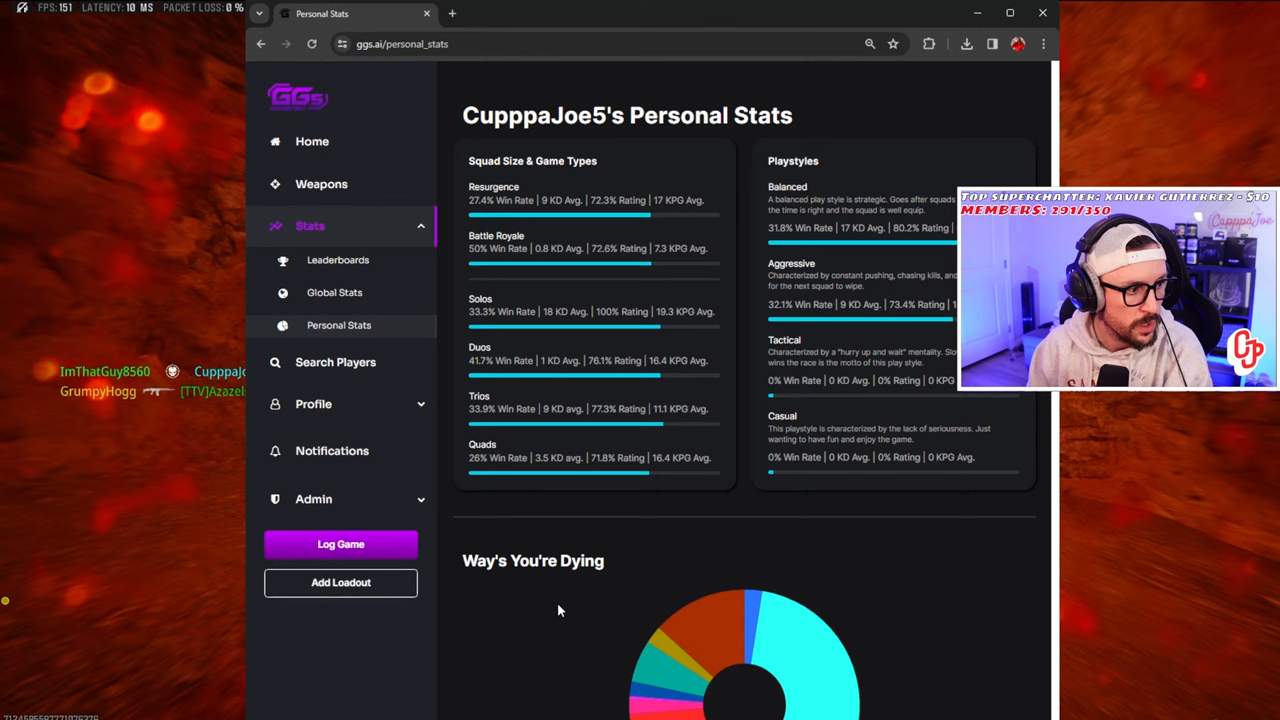 FPS:151 LATENCY:10 MS PACKET LOSS:0 %
Personal Stats
ggs.ai/personal_stats
GGs
Home
Weapons
Stats
Leaderboards
Global Stats
Personal Stats
Search Players
Profile
Notifications
Admin
Log Game
Add Loadout
CupppaJoe5's Personal Stats
Squad Size & Game Types
Resurgence
27.4% Win Rate | 9 KD Avg. | 72.3% Rating | 17 KPG Avg.
Battle Royale
50% Win Rate | 0.8 KD Avg. | 72.6% Rating | 7.3 KPG Avg.
Solos
33.3% Win Rate | 18 KD Avg. | 100% Rating | 19.3 KPG Avg.
Duos
41.7% Win Rate | 1 KD Avg. | 76.1% Rating | 16.4 KPG Avg.
Trios
33.9% Win Rate | 9 KD avg. | 77.3% Rating | 11.1 KPG Avg.
Quads
26% Win Rate | 3.5 KD avg. | 71.8% Rating | 16.4 KPG Avg.
Playstyles
Balanced
A balanced play style is strategic. Goes after squads
the time is right and the squad is well equip.
31.8% Win Rate | 17 KD Avg. | 80.2% Rating |
Aggressive
Characterized by constant pushing, chasing kills, and
for the next squad to wipe.
32.1% Win Rate | 9 KD Avg. | 73.4% Rating | 1
Tactical
Characterized by a "hurry up and wait" mentality. Slo
wins the race is the motto of this play style.
0% Win Rate | 0 KD Avg. | 0% Rating | 0 KPG
Casual
This playstyle is characterized by the lack of seriousness. Just
wanting to have fun and enjoy the game.
0% Win Rate | 0 KD Avg. | 0% Rating | 0 KPG Avg.
Way's You're Dying
TOP SUPERCHATTER: XAVIER GUTIERREZ - $10
MEMBERS: 291/350
CupppaJoe
CJ
ImThatGuy8560 CupppaJo
GrumpyHogg [TTV]Azazel